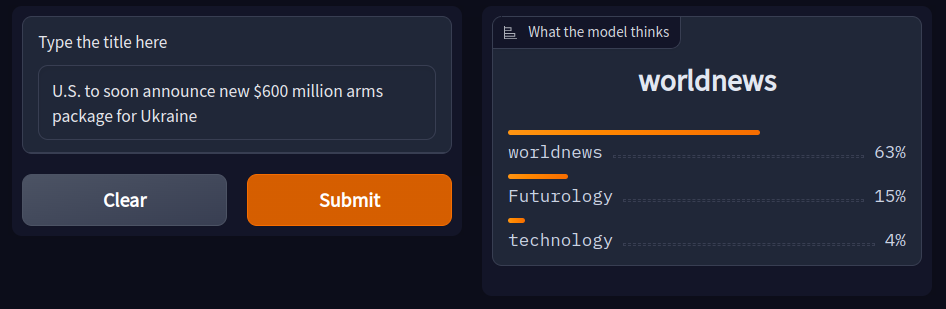 Type the title here
U.S. to soon announce new $600 million arms
package for Ukraine
Clear
Submit
What the model thinks
worldnews
worldnews 63%
Futurology 15%
technology 4%